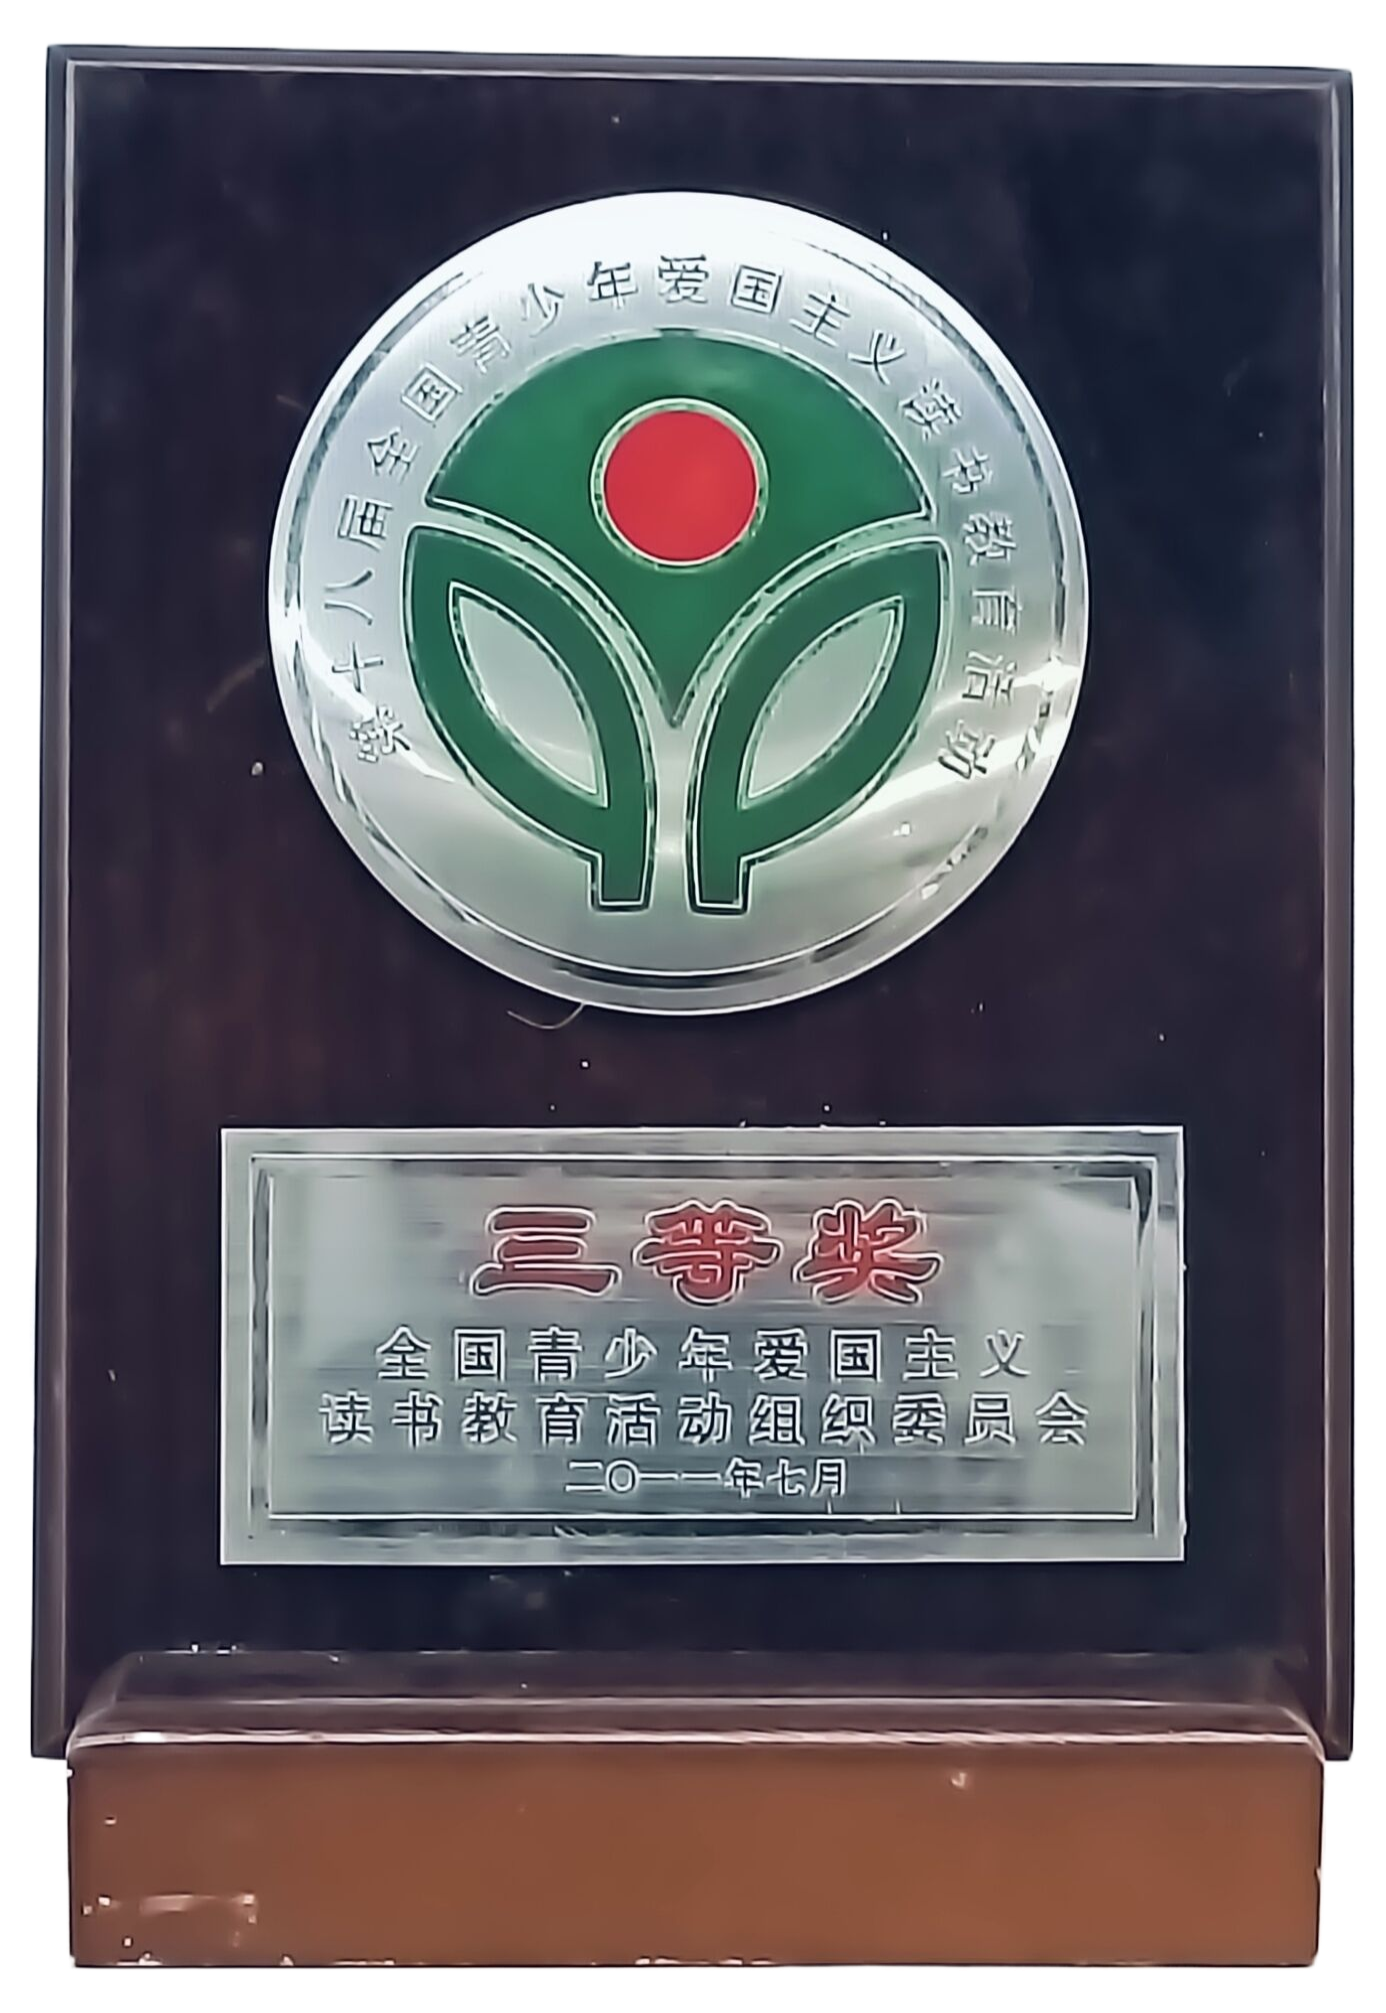 第十八届全国青少年爱国主义读书教育活动
三等奖
全国青少年爱国主义
读书教育活动组织委员会
二〇一一年七月